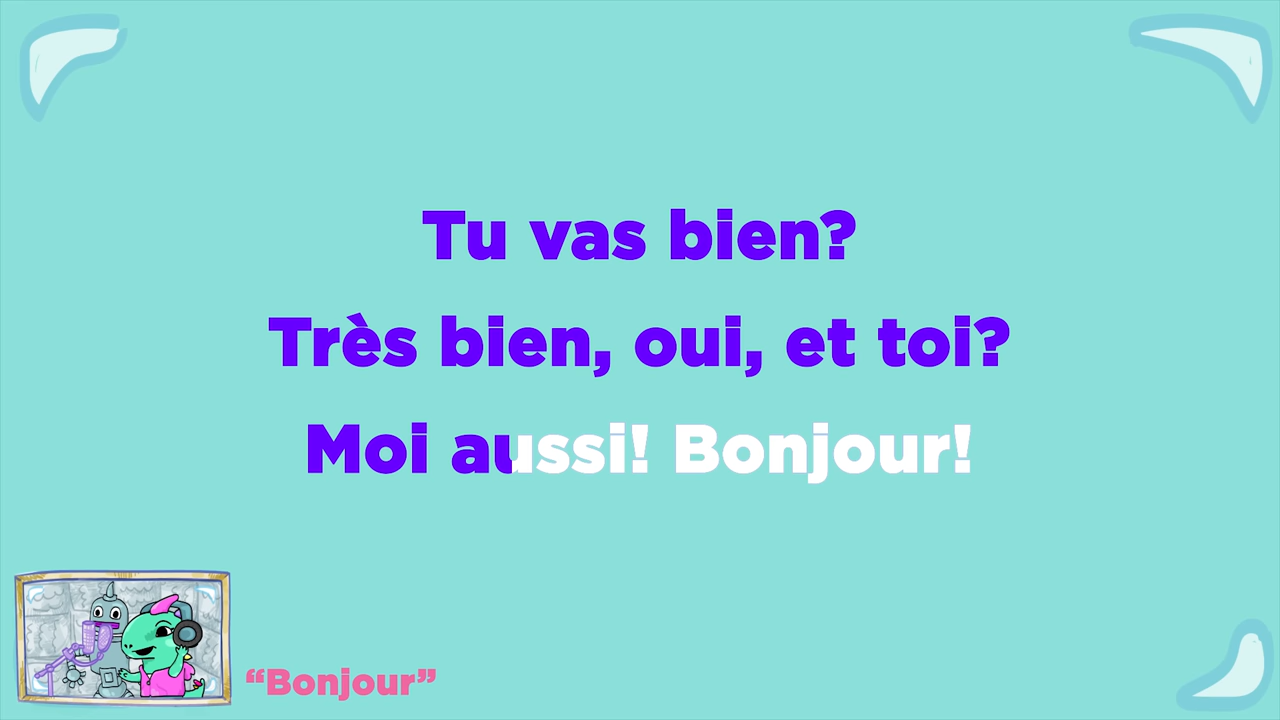 Tu vas bien?
Très bien, oui, et toi?
Moi aussi! Bonjour!
“Bonjour”